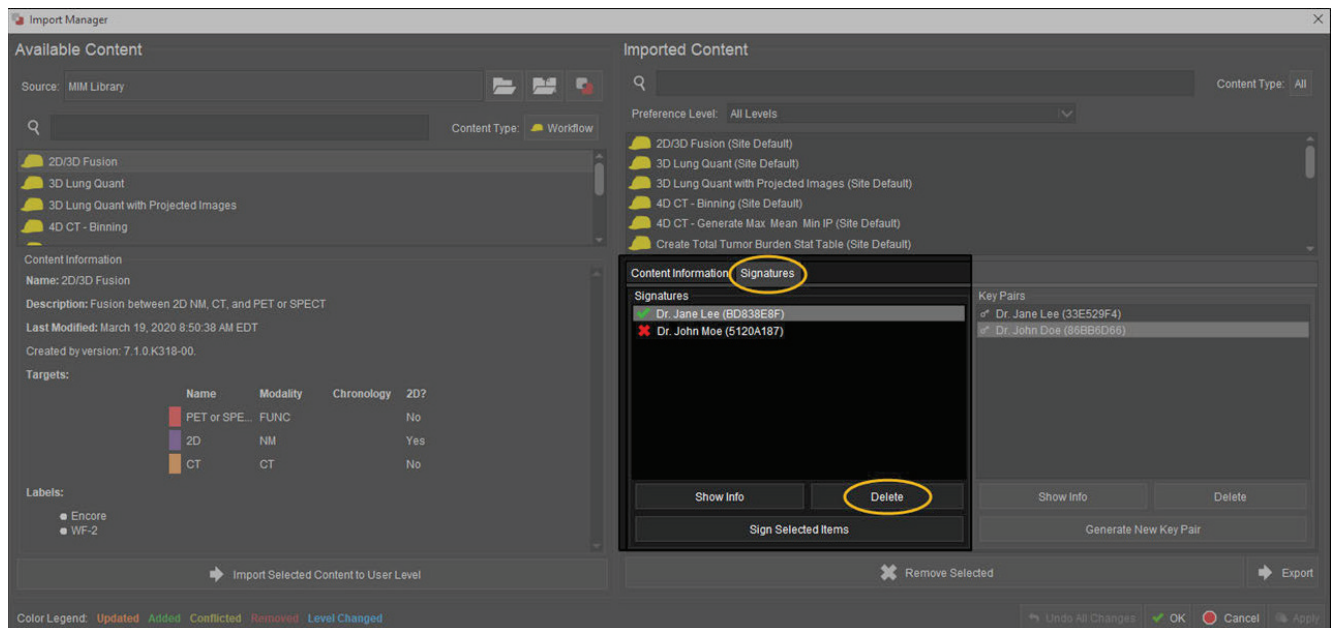 Import Manager
Available Content
Source: MIM Library
Content Type: Workflow
2D/3D Fusion
3D Lung Quant
3D Lung Quant with Projected Images
4D CT - Binning
Content Information
Name: 2D/3D Fusion
Description: Fusion between 2D NM, CT, and PET or SPECT
Last Modified: March 19, 2020 8:50:38 AM EDT
Created by version: 7.1.0.K318-00.
Targets:
Name Modality Chronology 2D?
PET or SPE... FUNC No
2D NM Yes
CT CT No
Labels:
Encore
WF-2
Import Selected Content to User Level
Imported Content
Content Type: All
Preference Level: All Levels
2D/3D Fusion (Site Default)
3D Lung Quant (Site Default)
3D Lung Quant with Projected Images (Site Default)
4D CT - Binning (Site Default)
4D CT - Generate Max Mean Min IP (Site Default)
Create Total Tumor Burden Stat Table (Site Default)
Content Information Signatures
Signatures
Dr. Jane Lee (BD838E8F)
Dr. John Moe (5120A187)
Show Info Delete
Sign Selected Items
Key Pairs
Dr. Jane Lee (33E529F4)
Dr. John Doe (86BB6D66)
Show Info Delete
Generate New Key Pair
Remove Selected Export
Color Legend: Updated Added Conflicted Removed Level Changed
Undo All Changes OK Cancel Apply